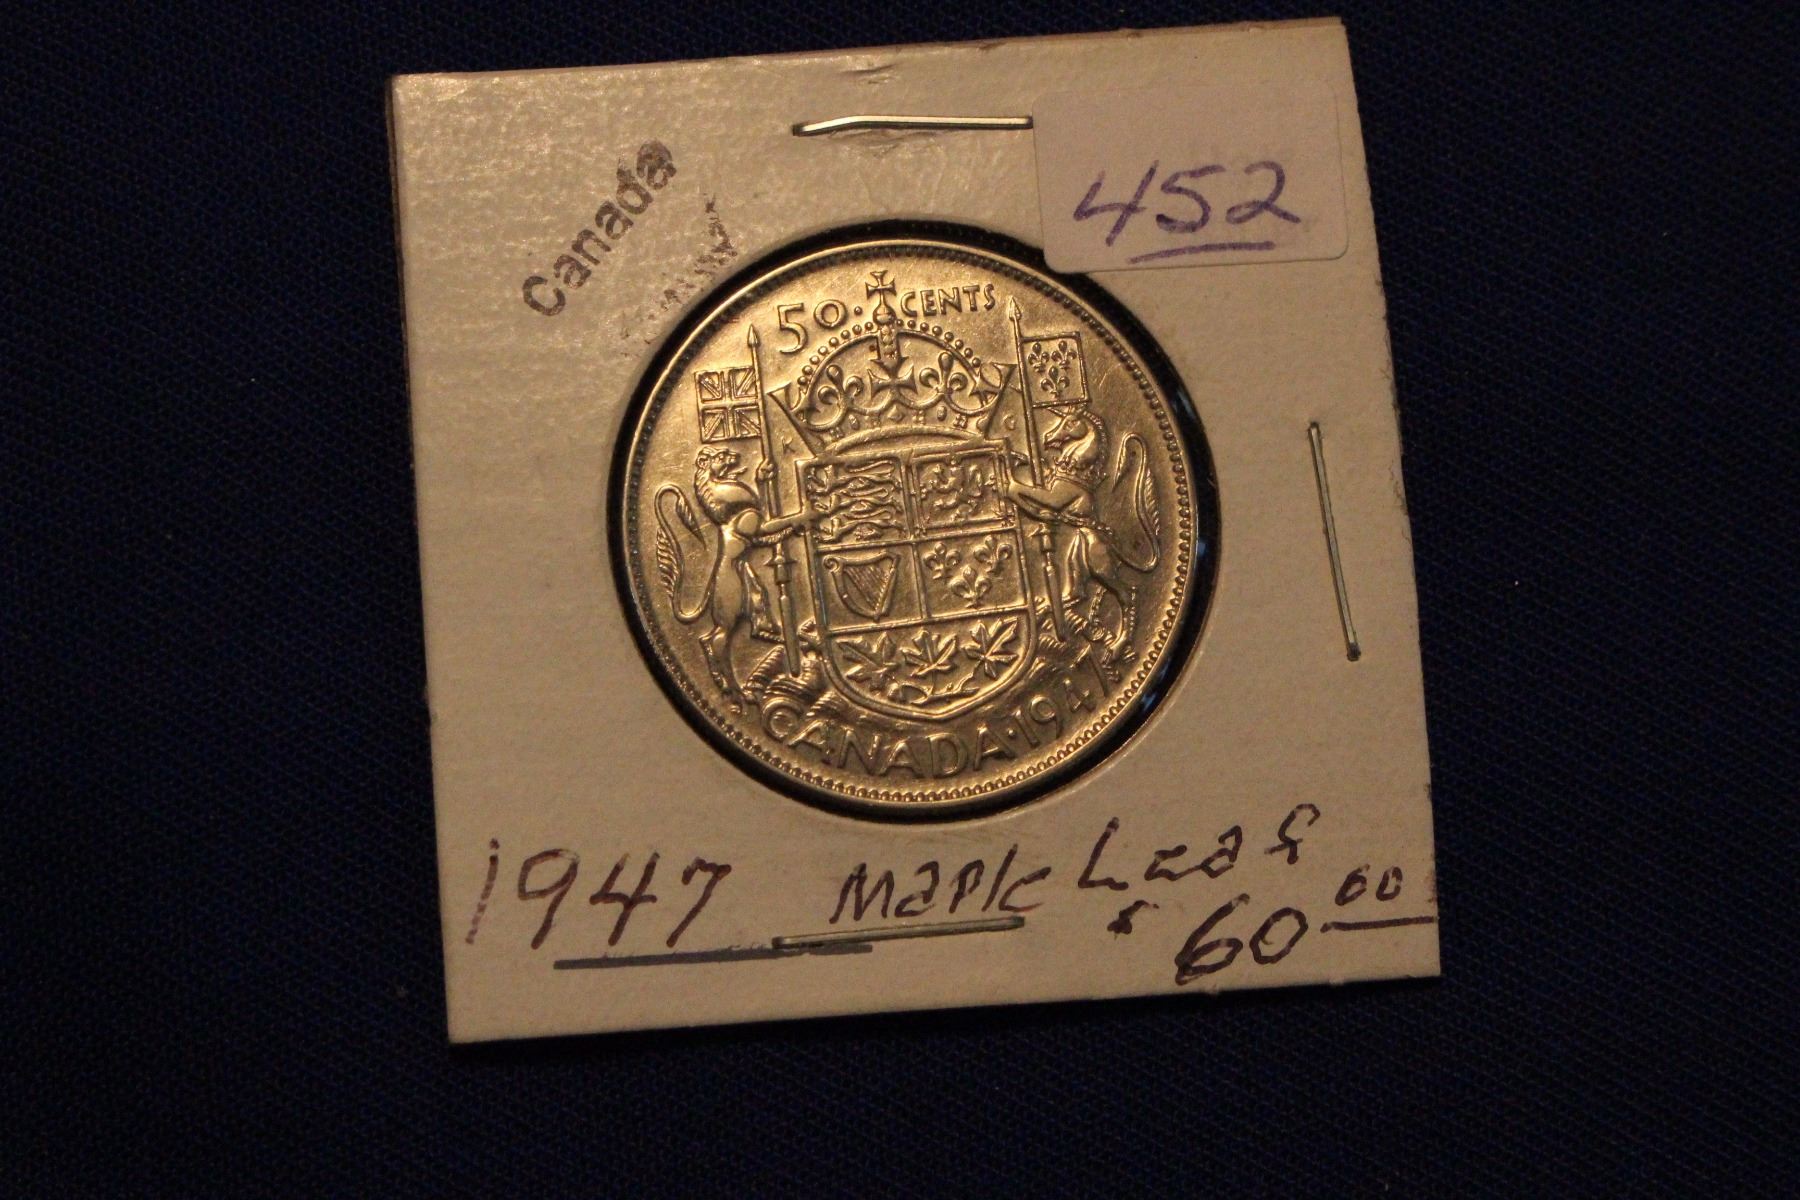 Canada
452
50 · CENTS
K G
CANADA · 1947
1947 Maple Leaf
$ 60 00